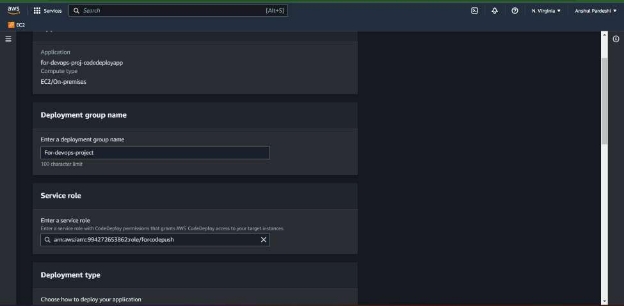 aws
Services
Search
[Alt+S]
N. Virginia
Anshul Pardeshi
EC2
Application
for-devops-proj-codedeployapp
Compute type
EC2/On-premises
Deployment group name
Enter a deployment group name
For-devops-project
100 character limit
Service role
Enter a service role
Enter a service role with CodeDeploy permissions that grants AWS CodeDeploy access to your target instances.
arn:aws:iam::994272653862:role/forcodepush
Deployment type
Choose how to deploy your application